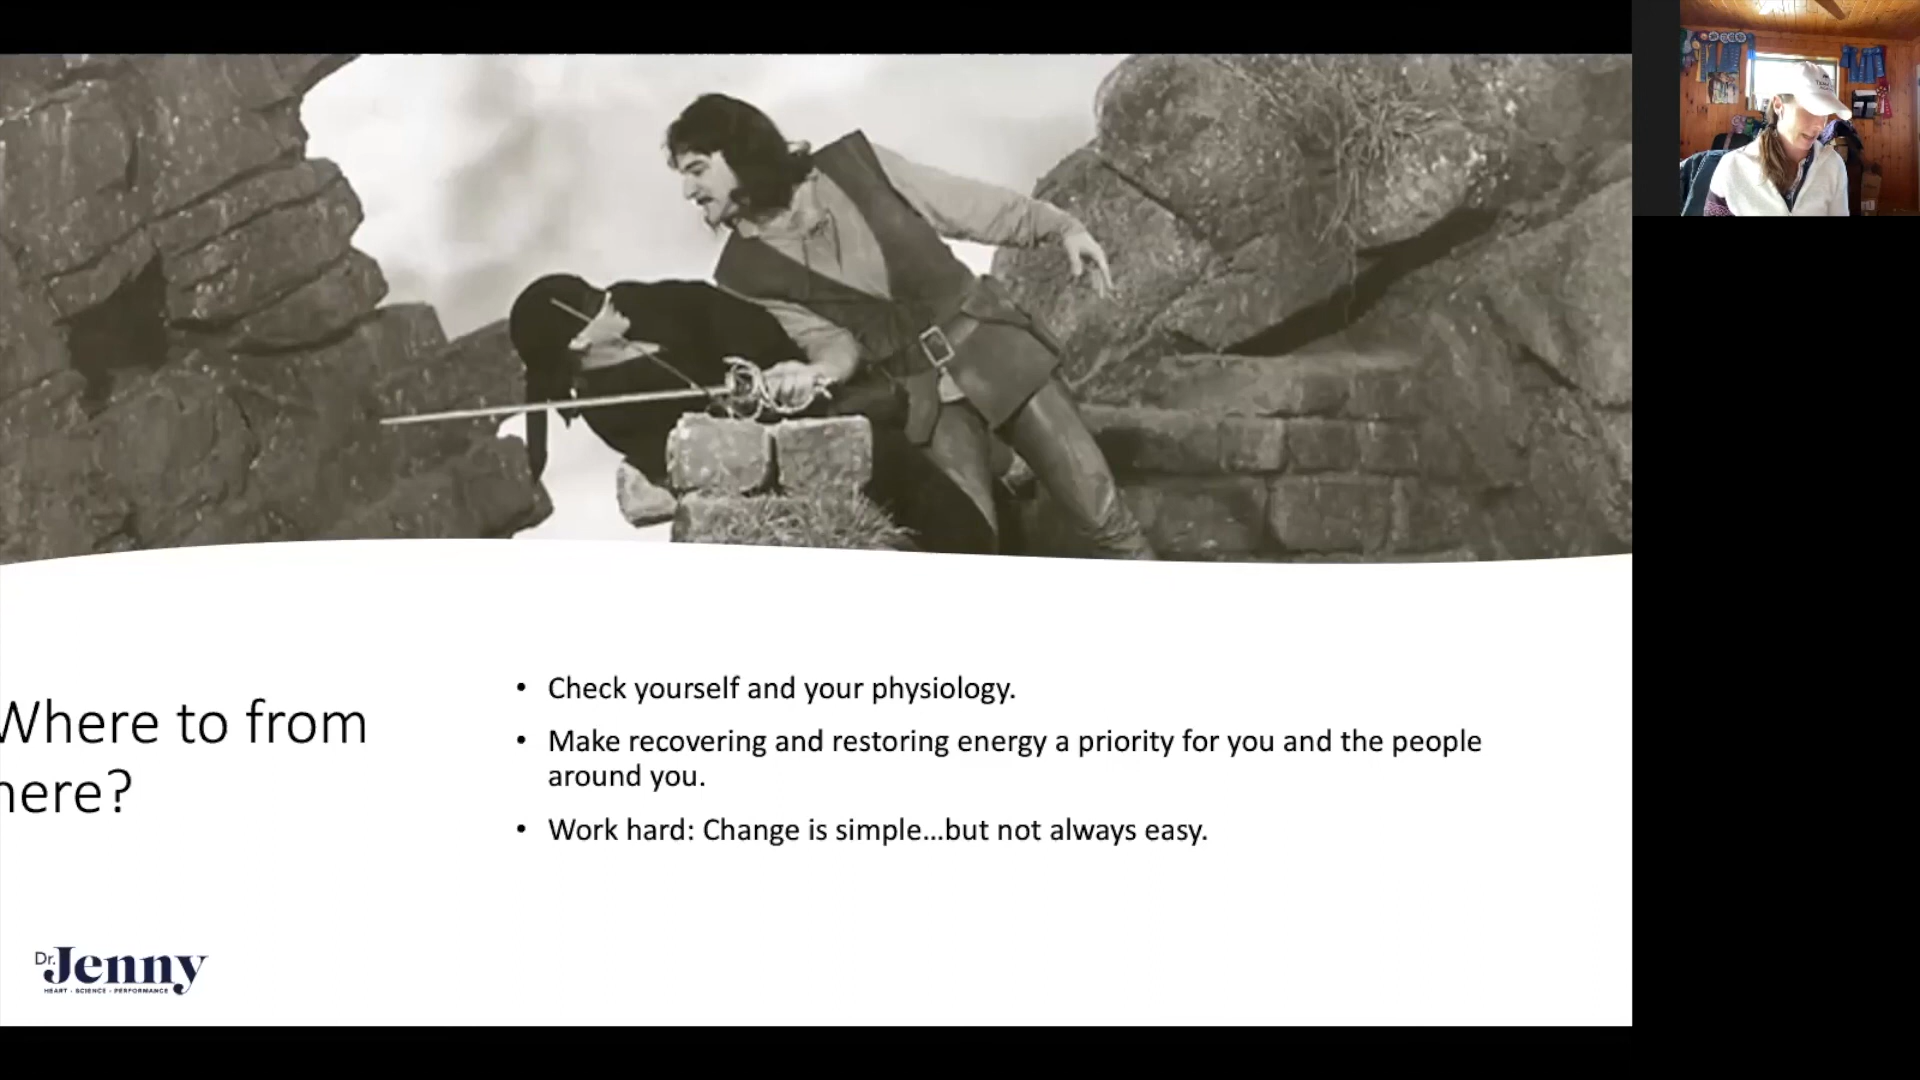 Where to from
here?
• Check yourself and your physiology.
• Make recovering and restoring energy a priority for you and the people
around you.
• Work hard: Change is simple...but not always easy.
Dr. Jenny
HEART - SCIENCE - PERFORMANCE